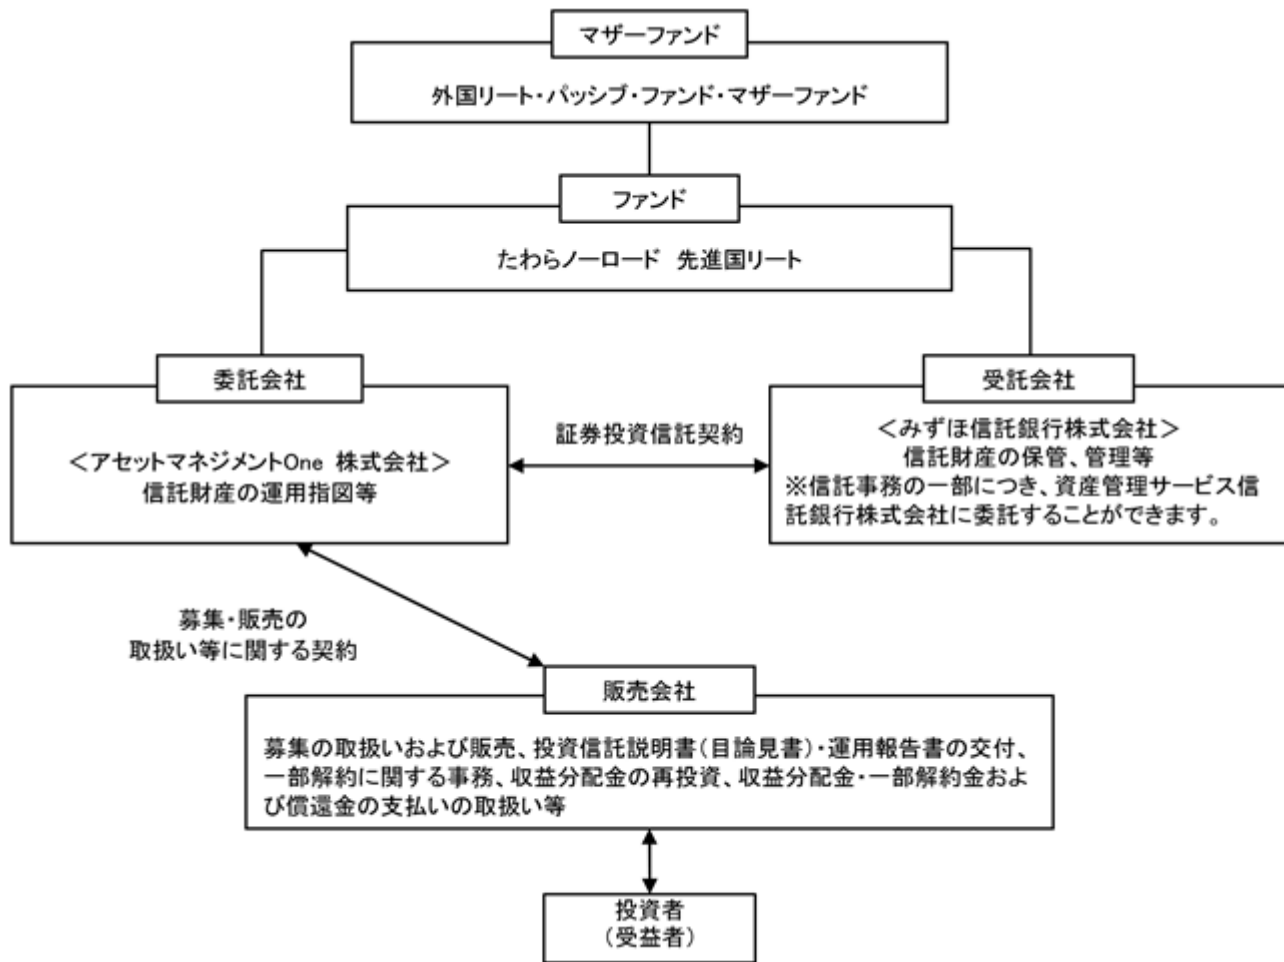 マザーファンド
外国リート・パッシブ・ファンド・マザーファンド
ファンド
たわらノーロード 先進国リート
委託会社
<アセットマネジメントOne 株式会社>
信託財産の運用指図等
証券投資信託契約
受託会社
<みずほ信託銀行株式会社>
信託財産の保管、管理等
※信託事務の一部につき、資産管理サービス信
託銀行株式会社に委託することができます。
募集・販売の
取扱い等に関する契約
販売会社
募集の取扱いおよび販売、投資信託説明書(目論見書)・運用報告書の交付、
一部解約に関する事務、収益分配金の再投資、収益分配金・一部解約金およ
び償還金の支払いの取扱い等
投資者
(受益者)